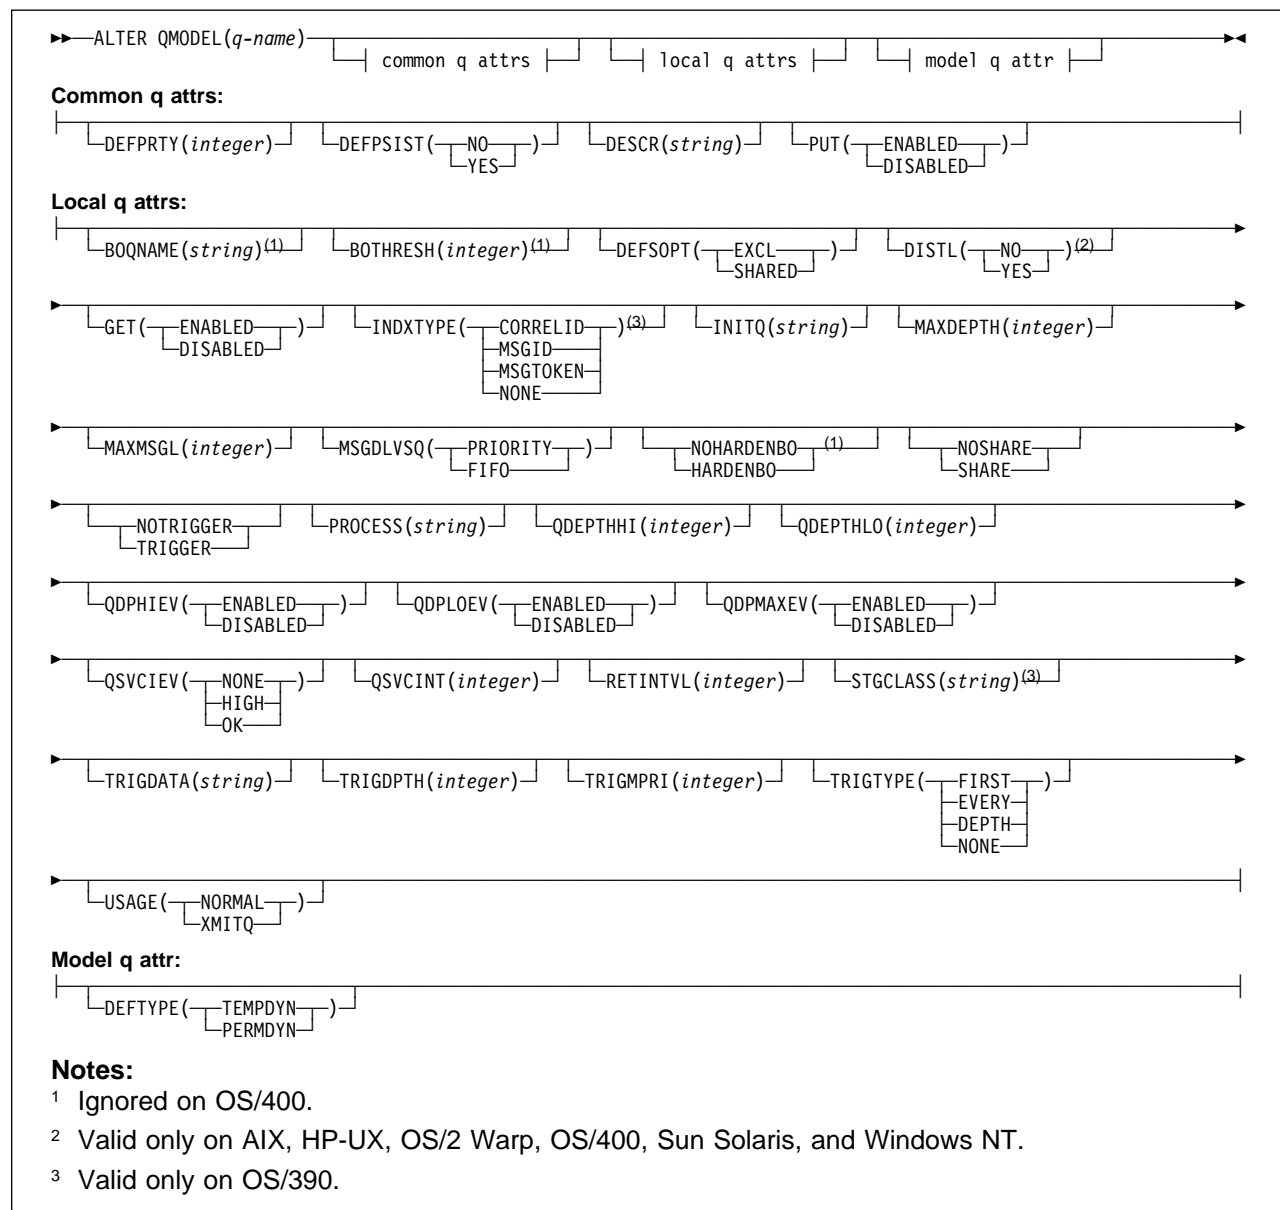 ALTER QMODEL(q-name)
common q attrs local q attrs model q attr
Common q attrs:
DEFPRTY(integer) DEFPSIST( NO ) DESCR(string) PUT( ENABLED )
YES DISABLED
Local q attrs:
BOQNAME(string)(1) BOTHRESH(integer)(1) DEFSOPT( EXCL ) DISTL( NO )(2)
SHARED YES
GET( ENABLED ) INDXTYPE( CORRELID )(3) INITQ(string) MAXDEPTH(integer)
DISABLED MSGID
MSGTOKEN
NONE
MAXMSGL(integer) MSGDLVSQ( PRIORITY ) NOHARDENBO (1) NOSHARE
FIFO HARDENBO SHARE
NOTRIGGER PROCESS(string) QDEPTHHI(integer) QDEPTHLO(integer)
TRIGGER
QDPHIEV( ENABLED ) QDPLOEV( ENABLED ) QDPMAXEV( ENABLED )
DISABLED DISABLED DISABLED
QSVCIEV( NONE ) QSVCINT(integer) RETINTVL(integer) STGCLASS(string)(3)
HIGH
OK
TRIGDATA(string) TRIGDPTH(integer) TRIGMPRI(integer) TRIGTYPE( FIRST )
EVERY
DEPTH
NONE
USAGE( NORMAL )
XMITQ
Model q attr:
DEFTYPE( TEMPDYN )
PERMDYN
Notes:
1 Ignored on OS/400.
2 Valid only on AIX, HP-UX, OS/2 Warp, OS/400, Sun Solaris, and Windows NT.
3 Valid only on OS/390.